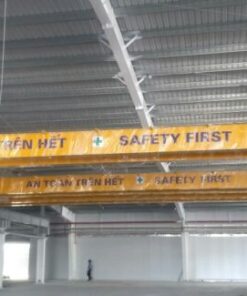 TRÊN HẾT SAFETY FIRST
AN TOÀN TRÊN HẾT SAFETY FIRST